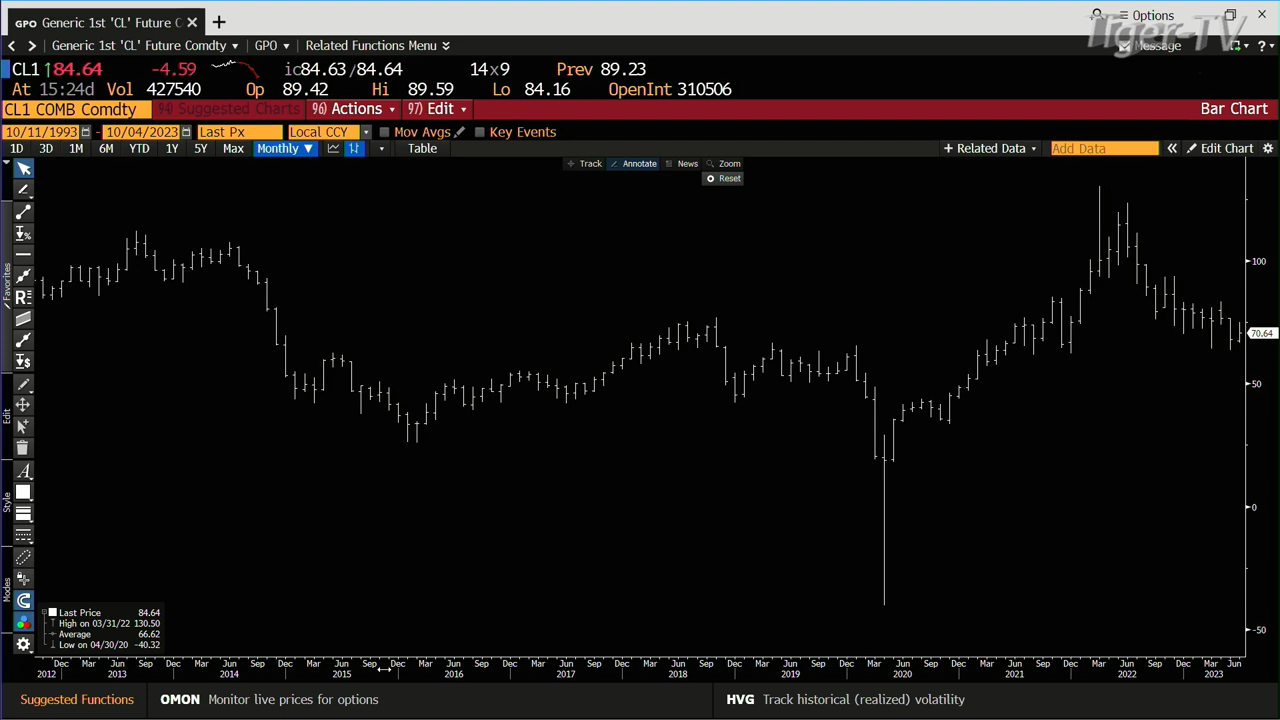 GPO Generic 1st 'CL' Future C
Options
Tiger-TV
Generic 1st 'CL' Future Comdty GPO Related Functions Menu
Message
CL1 ↑84.64 -4.59 84.63/84.64 14x9 Prev 89.23
At 15:24d Vol 427540 Op 89.42 Hi 89.59 Lo 84.16 OpenInt 310506
CL1 COMB Comdty Suggested Charts 96) Actions 97) Edit Bar Chart
10/11/1993 - 10/04/2023 Last Px Local CCY Mov Avgs Key Events
1D 3D 1M 6M YTD 1Y 5Y Max Monthly ▼ Table + Related Data Add Data « Edit Chart
Track Annotate News Zoom
Reset
Favorites
Edit
Style
Modes
100
70.64
50
0
-50
Last Price 84.64
High on 03/31/22 130.50
Average 66.62
Low on 04/30/20 -40.32
Dec Mar Jun Sep Dec Mar Jun Sep Dec Mar Jun Sep Dec Mar Jun Sep Dec Mar Jun Sep Dec Mar Jun Sep Dec Mar Jun Sep Dec Mar Jun Sep Dec Mar Jun Sep Dec Mar Jun Sep Dec Mar Jun
2012 2013 2014 2015 2016 2017 2018 2019 2020 2021 2022 2023
Suggested Functions OMON Monitor live prices for options HVG Track historical (realized) volatility